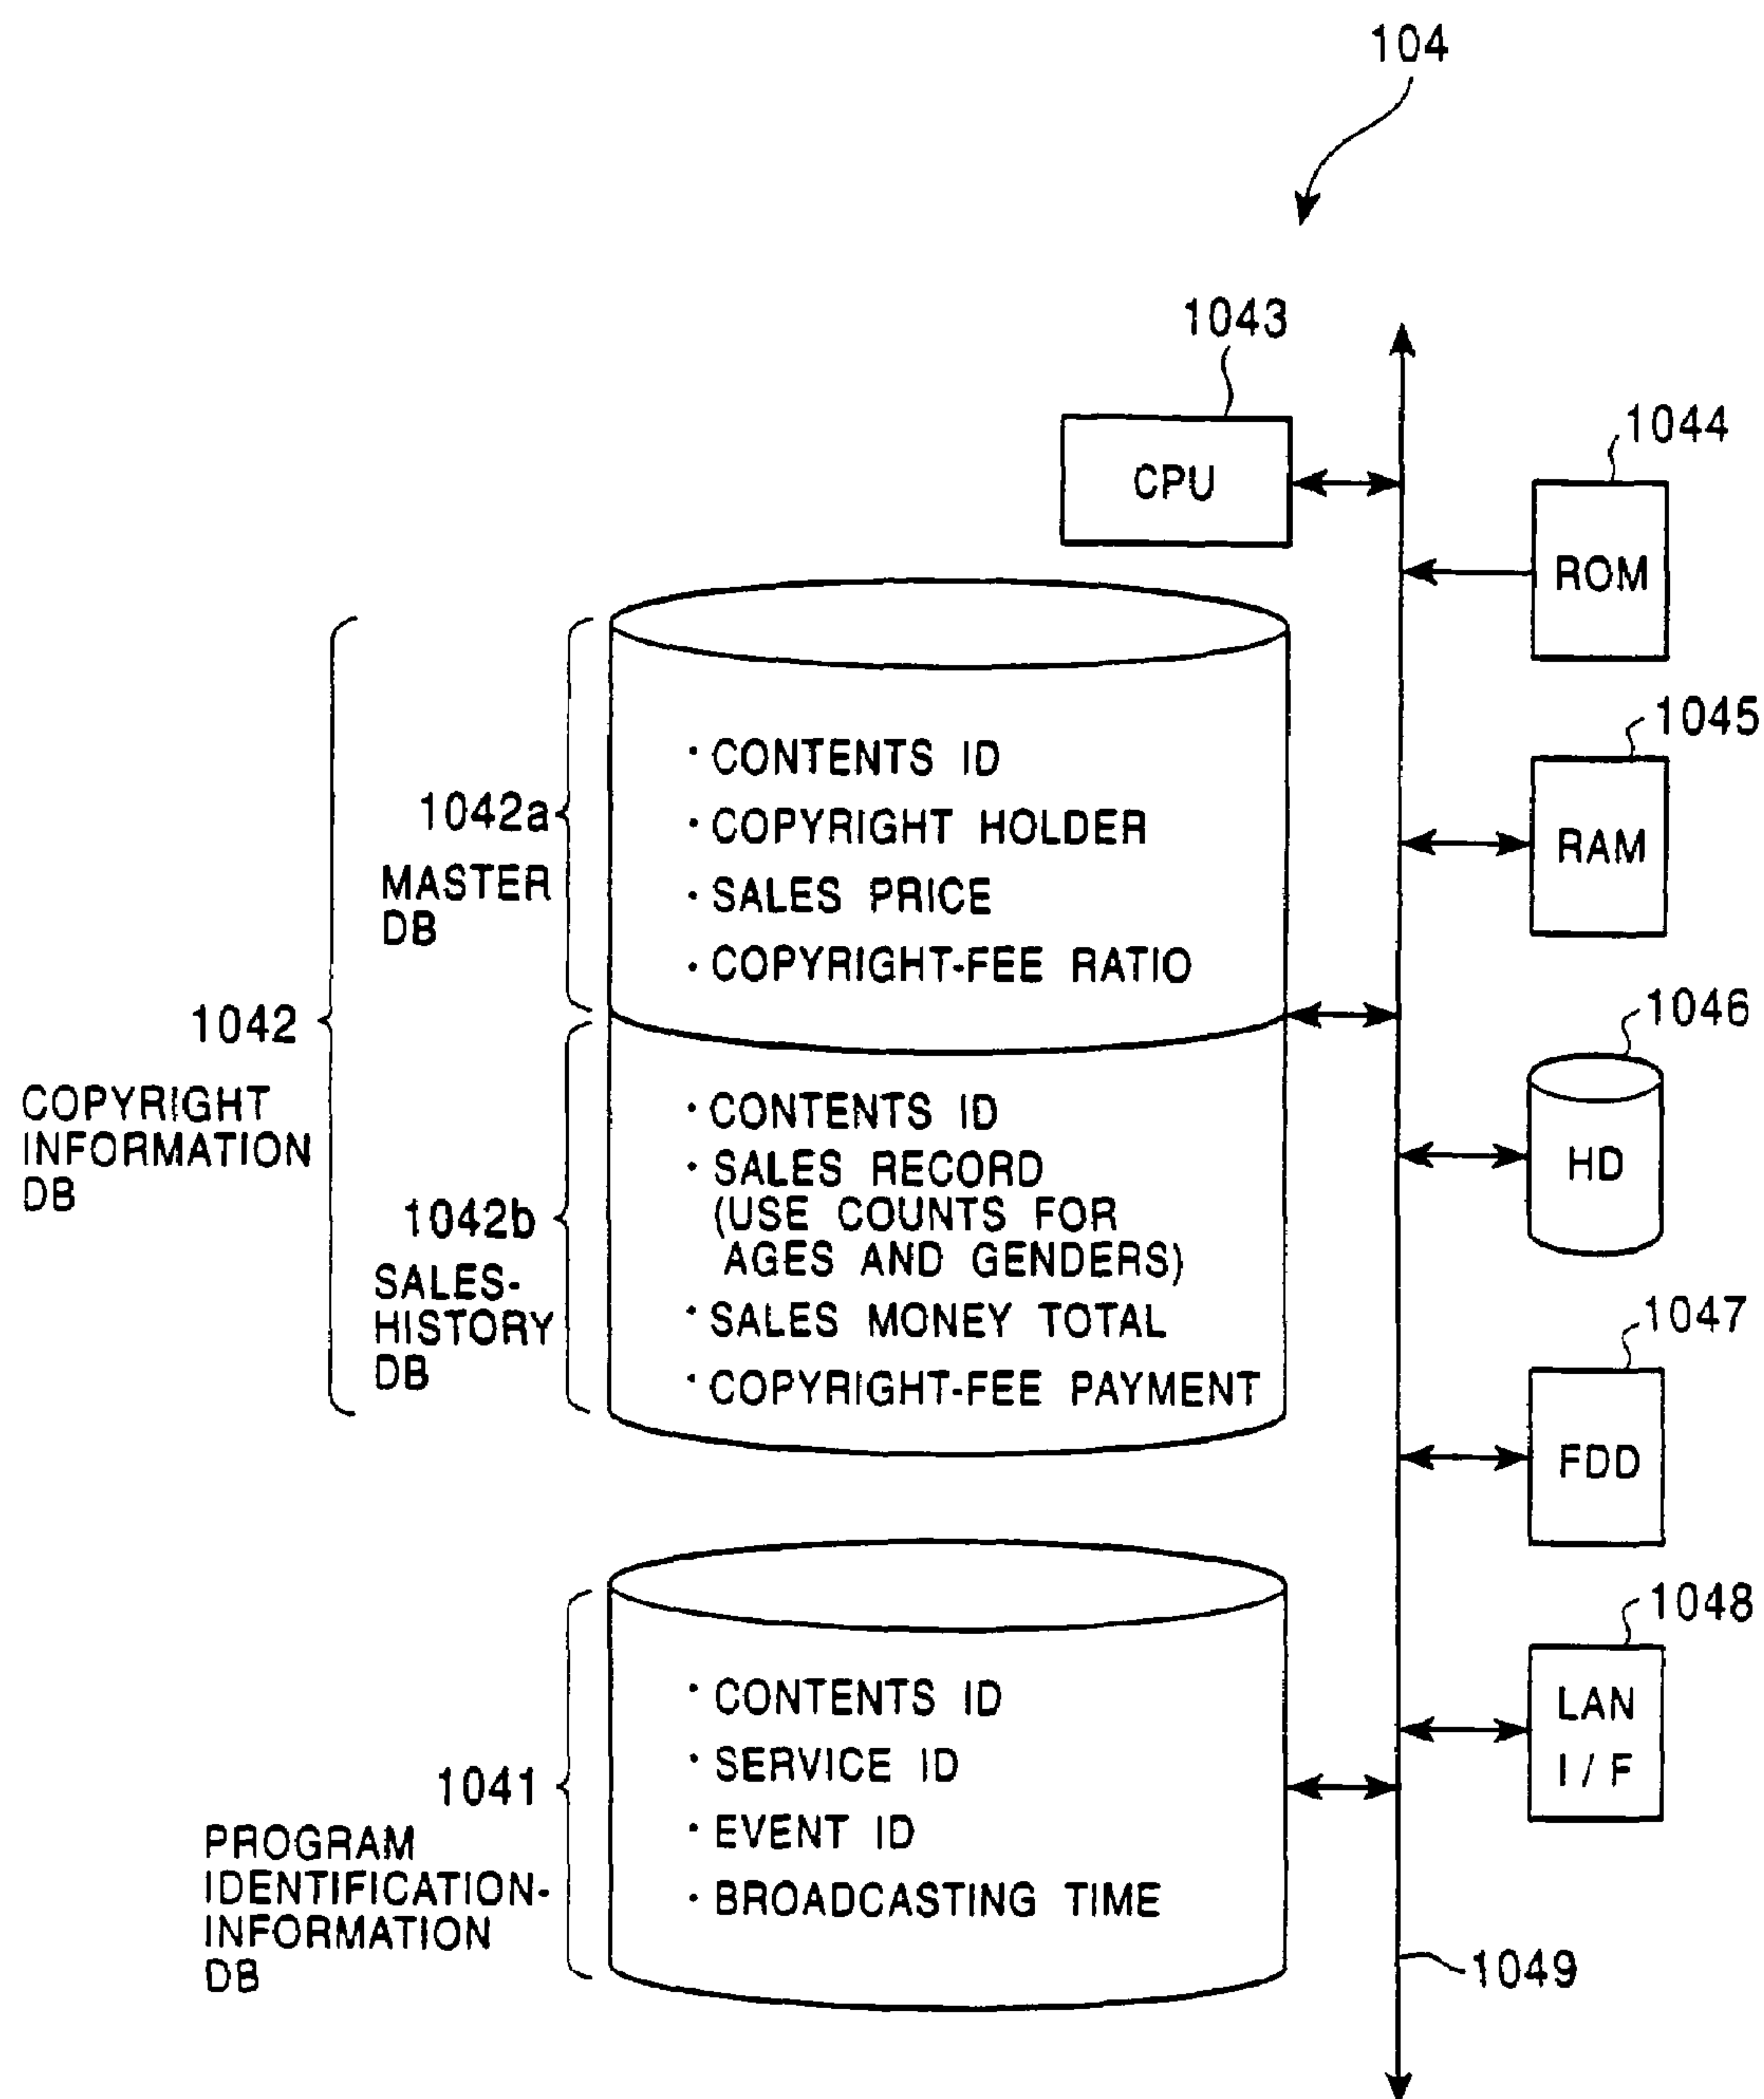 104
1043
CPU
1044
ROM
1045
RAM
1042a
MASTER
DB
· CONTENTS ID
· COPYRIGHT HOLDER
· SALES PRICE
· COPYRIGHT-FEE RATIO
1042
COPYRIGHT
INFORMATION
DB
1046
HD
1042b
SALES-
HISTORY
DB
· CONTENTS ID
· SALES RECORD
(USE COUNTS FOR
AGES AND GENDERS)
· SALES MONEY TOTAL
· COPYRIGHT-FEE PAYMENT
1047
FDD
1048
LAN
I/F
1041
PROGRAM
IDENTIFICATION-
INFORMATION
DB
· CONTENTS ID
· SERVICE ID
· EVENT ID
· BROADCASTING TIME
1049